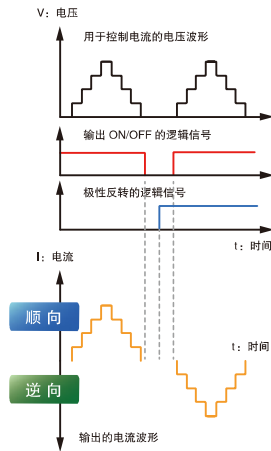 V: 电压
用于控制电流的电压波形
输出 ON/OFF 的逻辑信号
极性反转的逻辑信号
t: 时间
I: 电流
顺向
t: 时间
逆向
输出的电流波形